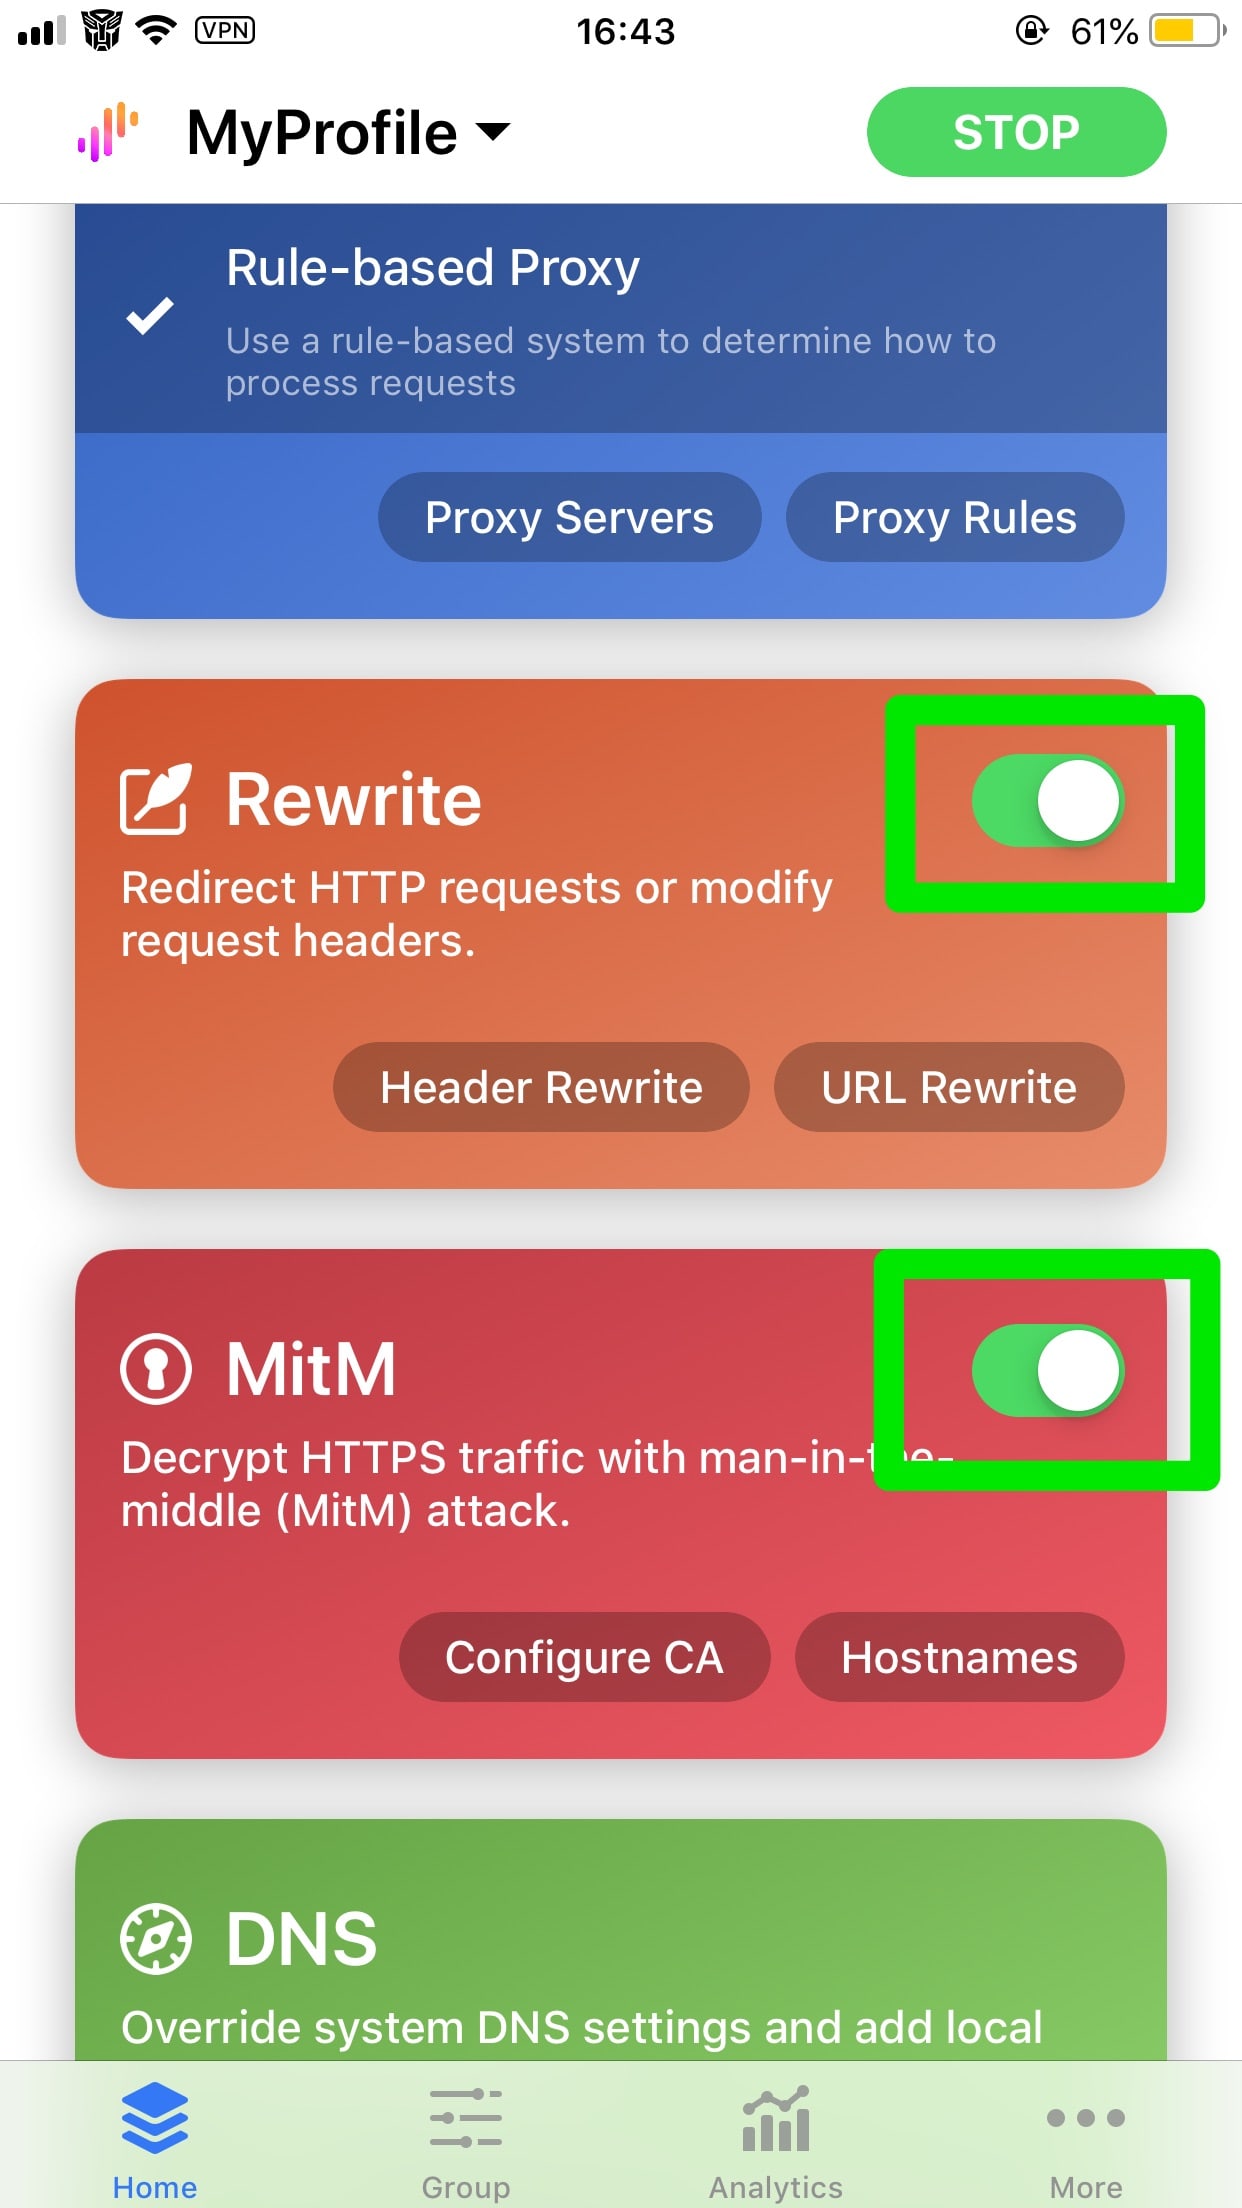 VPN
16:43
61%
MyProfile
STOP
Rule-based Proxy
Use a rule-based system to determine how to
process requests
Proxy Servers
Proxy Rules
Rewrite
Redirect HTTP requests or modify
request headers.
Header Rewrite
URL Rewrite
MitM
Decrypt HTTPS traffic with man-in-the-
middle (MitM) attack.
Configure CA
Hostnames
DNS
Override system DNS settings and add local
Home
Group
Analytics
More